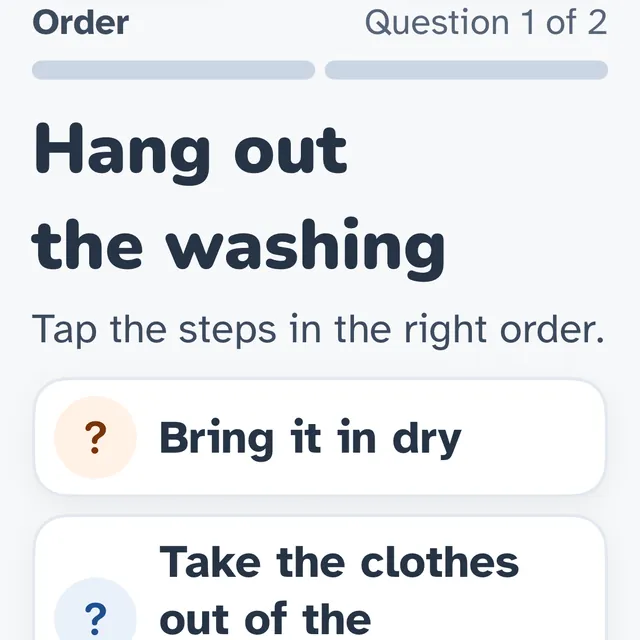 Order
Question 1 of 2
Hang out
the washing
Tap the steps in the right order.
? Bring it in dry
Take the clothes
? out of the